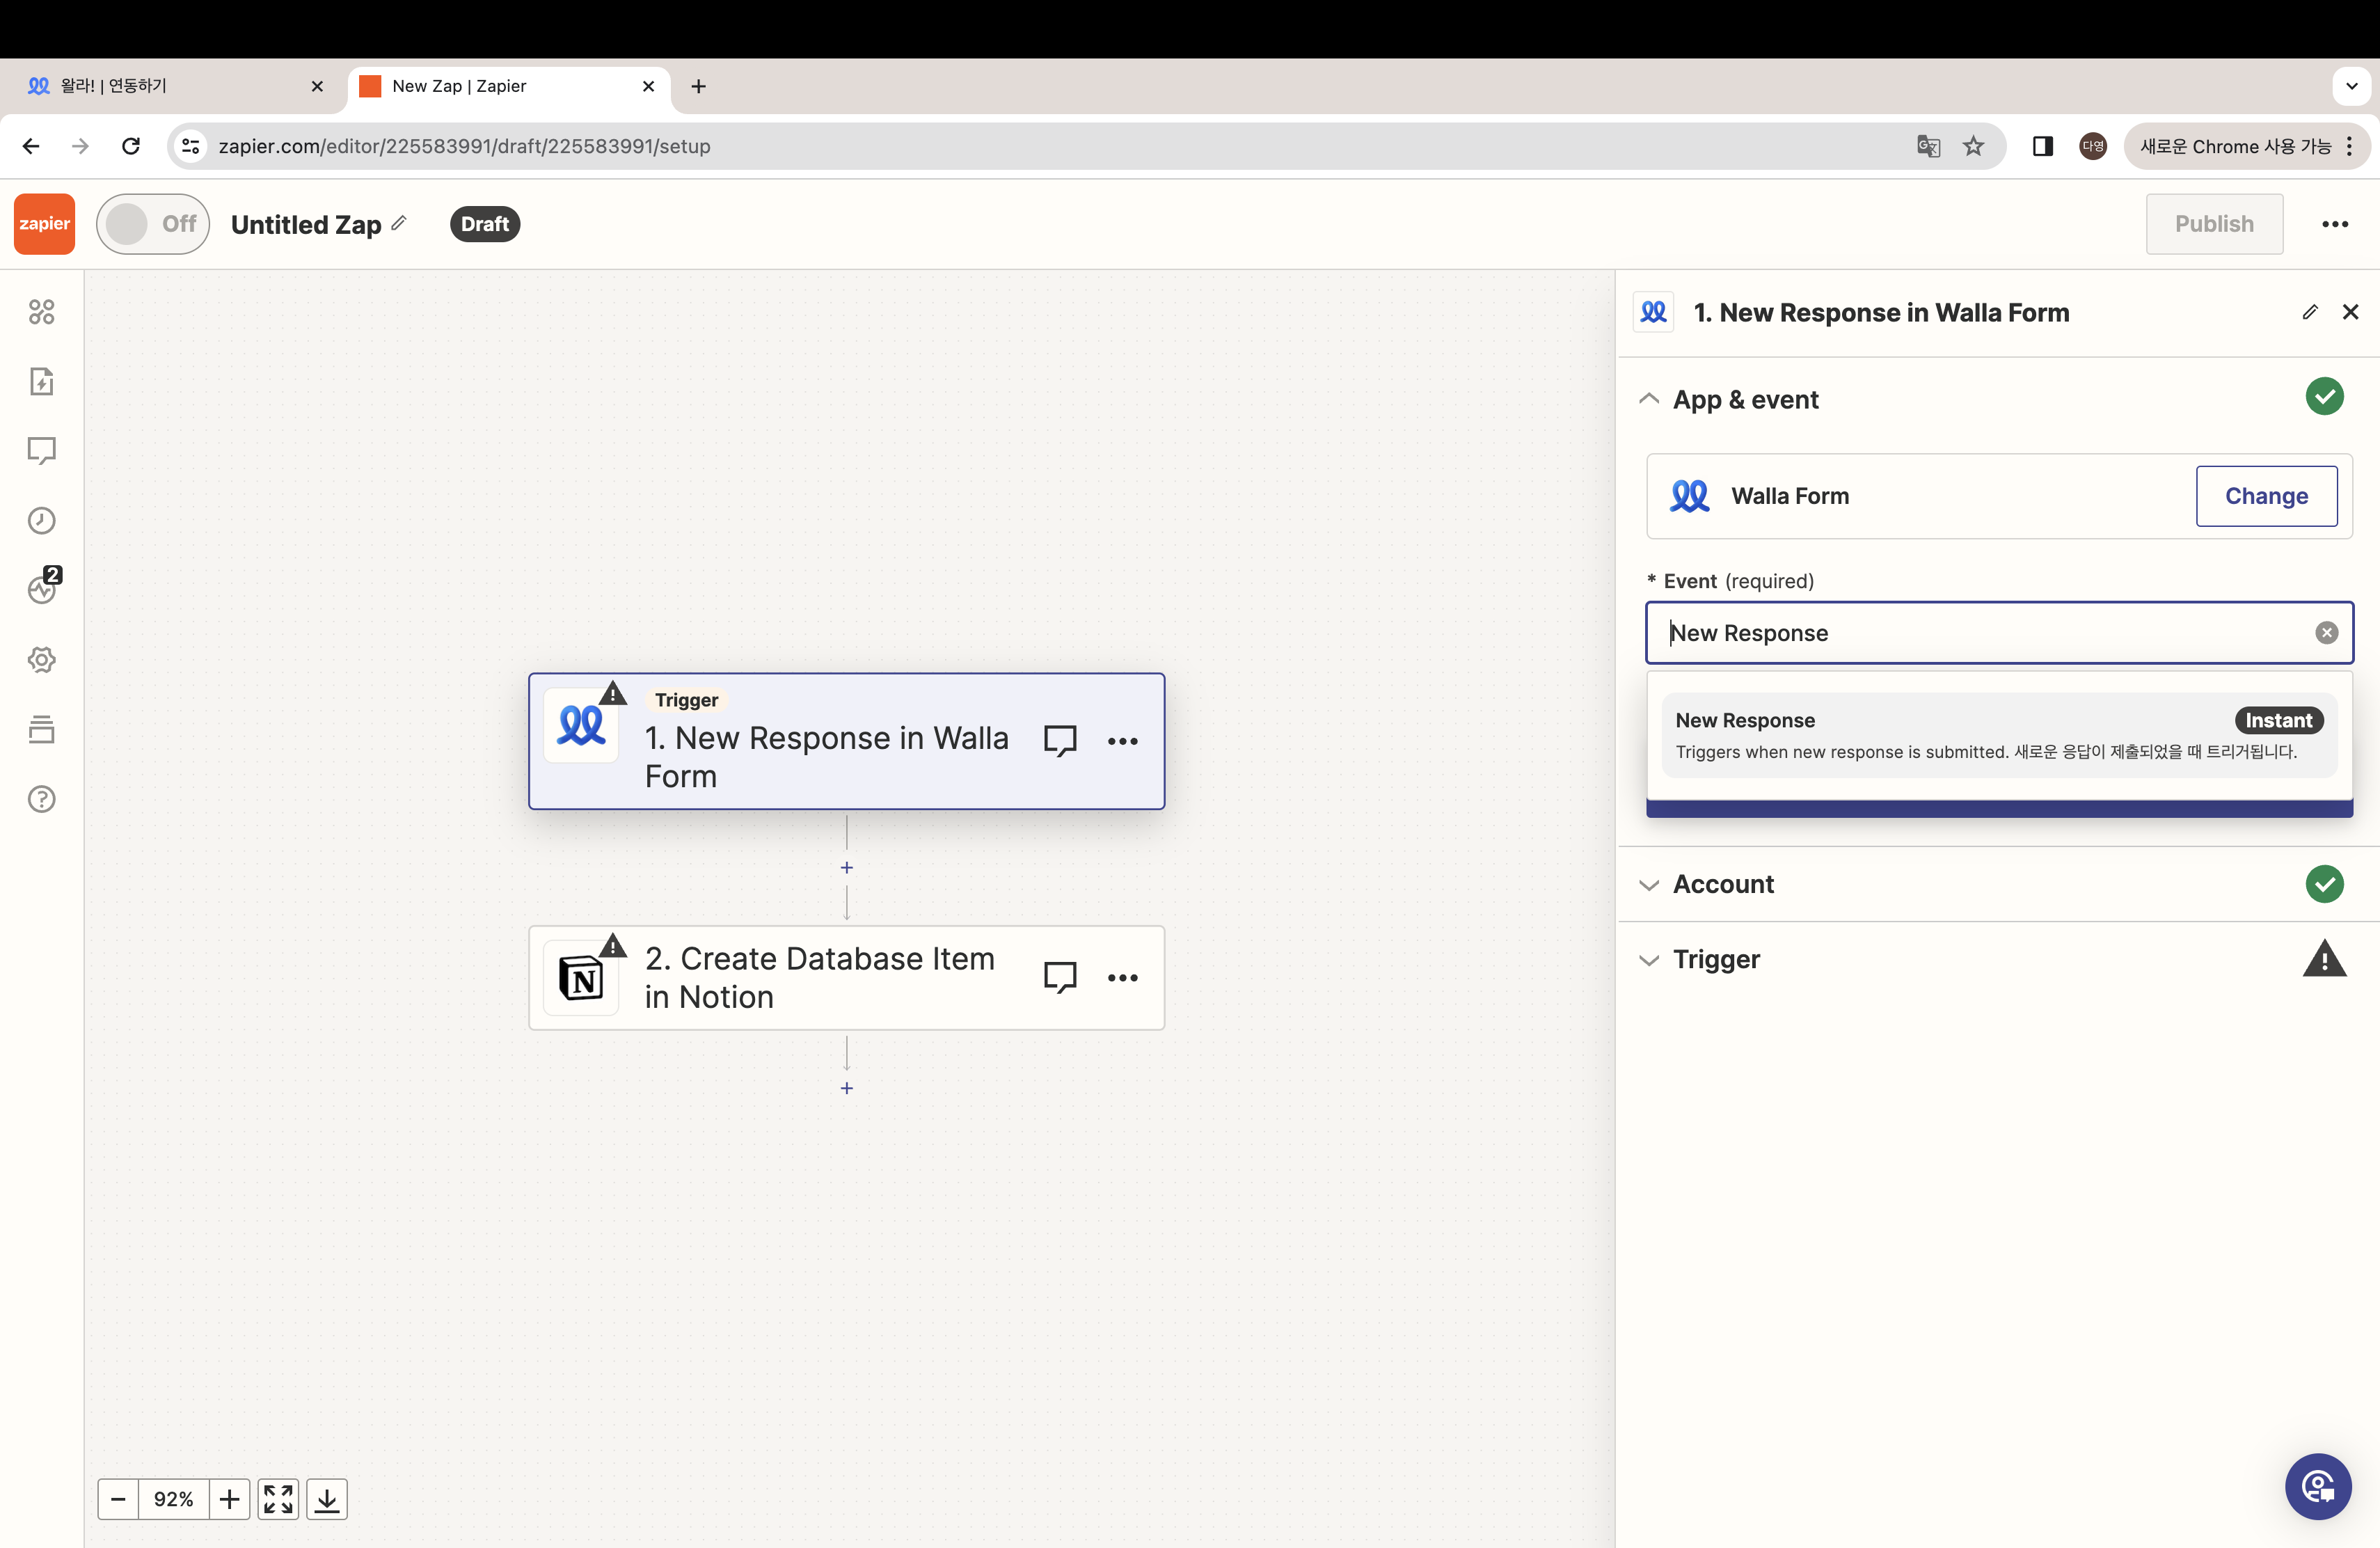 왈라! | 연동하기
New Zap | Zapier
zapier.com/editor/225583991/draft/225583991/setup
다영
새로운 Chrome 사용 가능
zapier
Off
Untitled Zap
Draft
Publish
2
Trigger
1. New Response in Walla
Form
2. Create Database Item
in Notion
92%
1. New Response in Walla Form
App & event
Walla Form
Change
* Event (required)
New Response
New Response
Instant
Triggers when new response is submitted. 새로운 응답이 제출되었을 때 트리거됩니다.
Account
Trigger